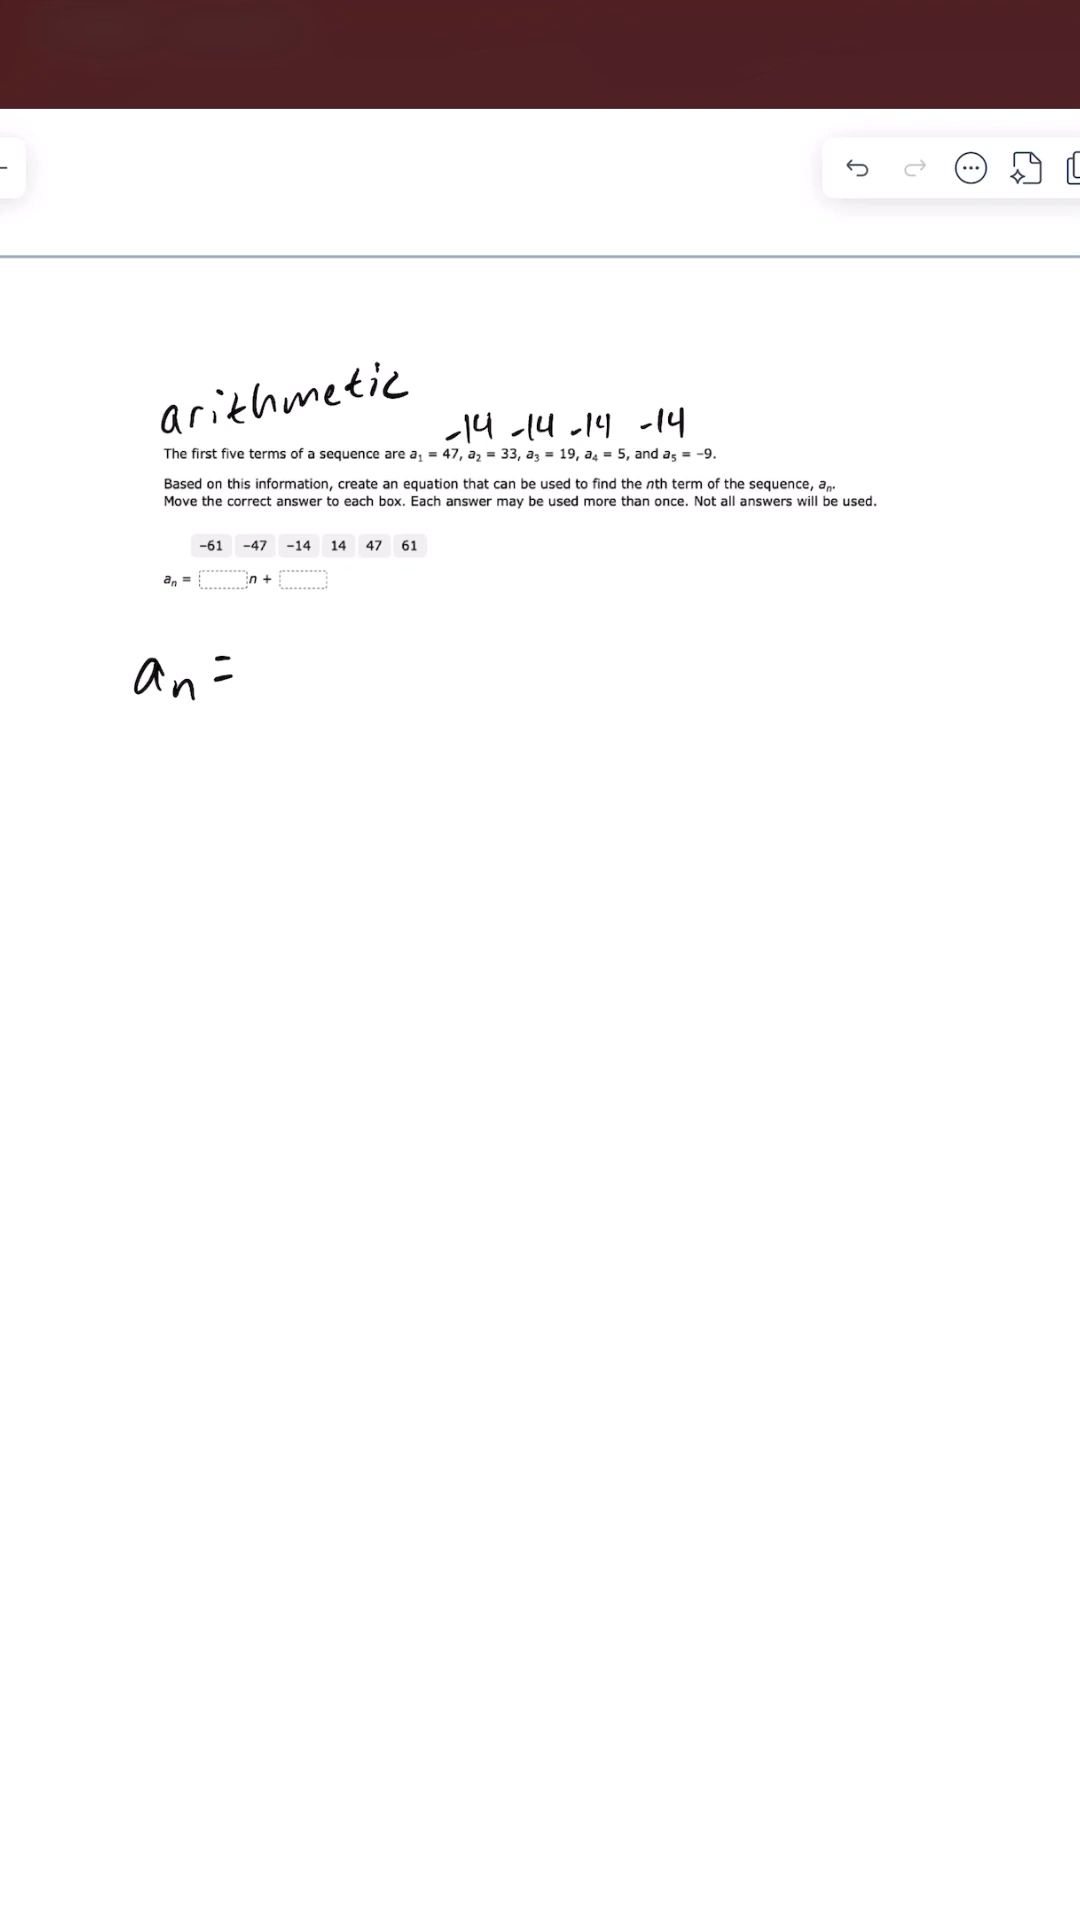 arithmetic
-14 -14 -14 -14
The first five terms of a sequence are a₁ = 47, a₂ = 33, a₃ = 19, a₄ = 5, and a₅ = −9.
Based on this information, create an equation that can be used to find the nth term of the sequence, aₙ.
Move the correct answer to each box. Each answer may be used more than once. Not all answers will be used.
−61 −47 −14 14 47 61
aₙ = n +
aₙ =